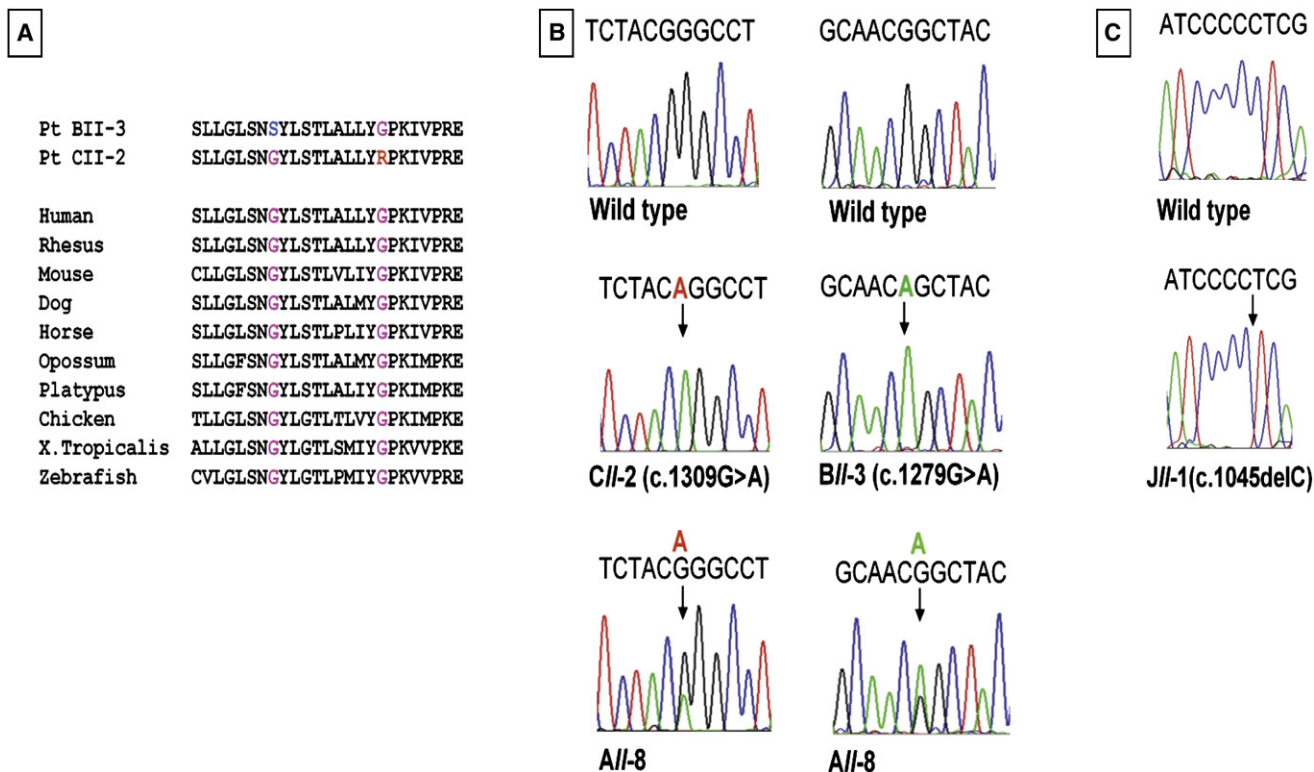 A
Pt BII-3 SLLGLSNSYLSTLALLYGPKIVPRE
Pt CII-2 SLLGLSNGYLSTLALLYRPKIVPRE
Human SLLGLSNGYLSTLALLYGPKIVPRE
Rhesus SLLGLSNGYLSTLALLYGPKIVPRE
Mouse CLLGLSNGYLSTLVLIYGPKIVPRE
Dog SLLGLSNGYLSTLALMYGPKIVPRE
Horse SLLGLSNGYLSTLPLIYGPKIVPRE
Opossum SLLGFSNGYLSTLALMYGPKIMPKE
Platypus SLLGFSNGYLSTLALIYGPKIMPKE
Chicken TLLGLSNGYLGTLTLVYGPKIMPKE
X.Tropicalis ALLGLSNGYLGTLSMIYGPKVVPKE
Zebrafish CVLGLSNGYLGTLPMIYGPKVVPRE
B
TCTACGGGCCT GCAACGGCTAC
Wild type Wild type
TCTACAGGCCT GCAACAGCTAC
CII-2 (c.1309G>A) BII-3 (c.1279G>A)
A A
TCTACGGGCCT GCAACGGCTAC
AII-8 AII-8
C
ATCCCCCTCG
Wild type
ATCCCCTCG
JII-1(c.1045delC)